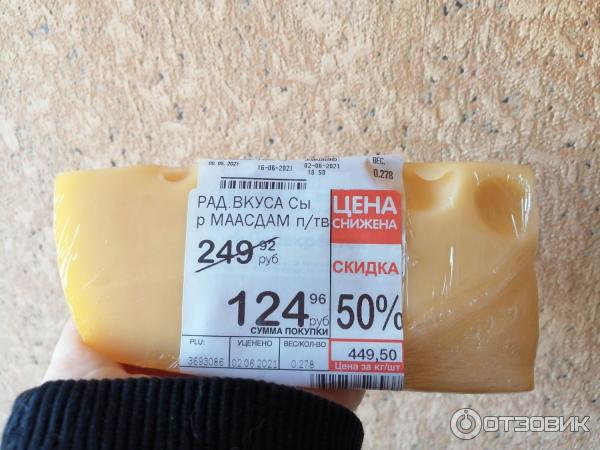 06.05.2021
16-06-2021
02-06-2021
18 50
ВЕС.
0.278
РАД.ВКУСА Сы
р МААСДАМ п/тв
249 92
руб
124 96
руб
СУММА ПОКУПКИ
ЦЕНА
СНИЖЕНА
СКИДКА
50%
449,50
Цена за кг/шт
PLU:
УЦЕНЕНО
ВЕС/КОЛ-ВО
3693086
02.06.2021
0.278
ОТЗОВИК